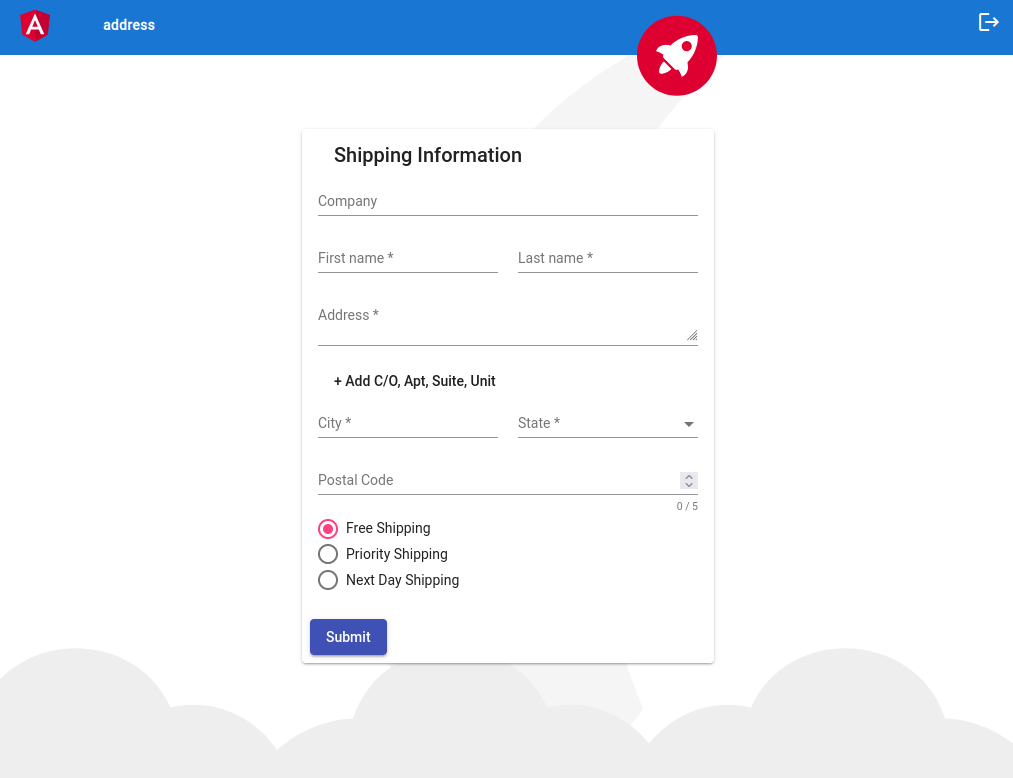 address
Shipping Information
Company
First name * Last name *
Address *
+ Add C/O, Apt, Suite, Unit
City * State *
Postal Code
0 / 5
Free Shipping
Priority Shipping
Next Day Shipping
Submit